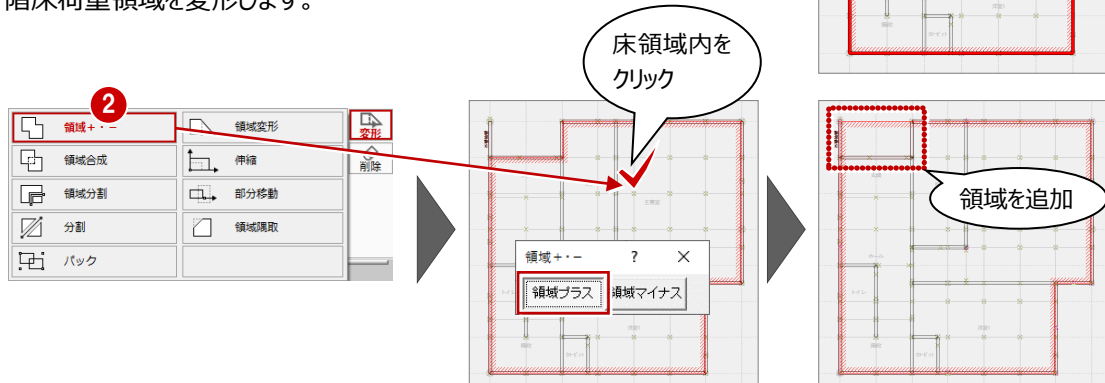 階床荷重領域を変形します。
床領域内を
クリック
2
領域+・−
領域変形
変形
領域合成
伸縮
削除
領域分割
部分移動
分割
領域隅取
パック
領域+・− ? ×
領域プラス
領域マイナス
領域を追加